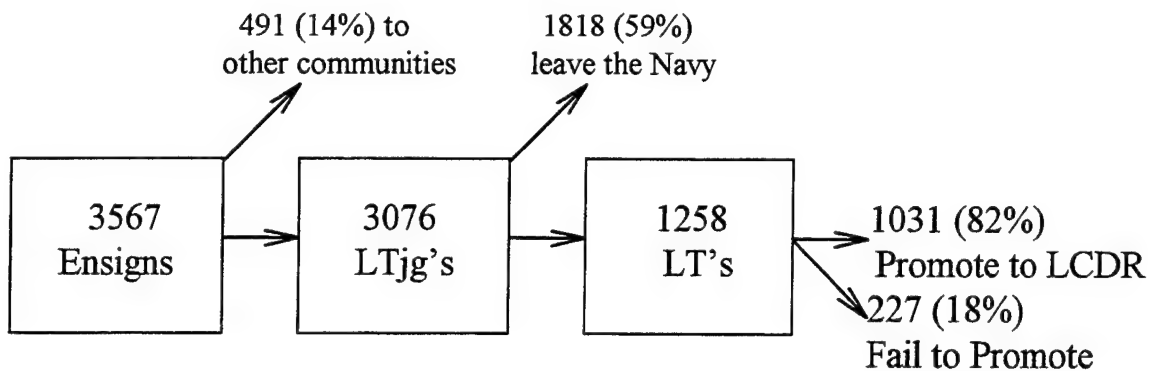 491 (14%) to
other communities
1818 (59%)
leave the Navy
3567
Ensigns
3076
LTjg's
1258
LT's
1031 (82%)
Promote to LCDR
227 (18%)
Fail to Promote